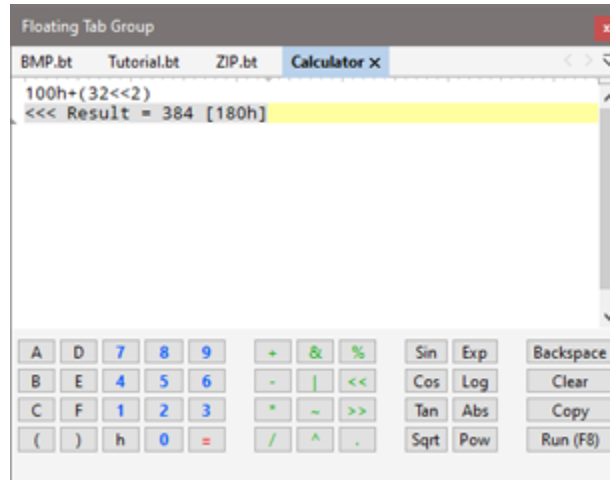 Floating Tab Group
x
BMP.bt Tutorial.bt ZIP.bt Calculator ×
100h+(32<<2)
<<< Result = 384 [180h]
A D 7 8 9 + & % Sin Exp Backspace
B E 4 5 6 - | << Cos Log Clear
C F 1 2 3 * ~ >> Tan Abs Copy
( ) h 0 = / ^ . Sqrt Pow Run (F8)